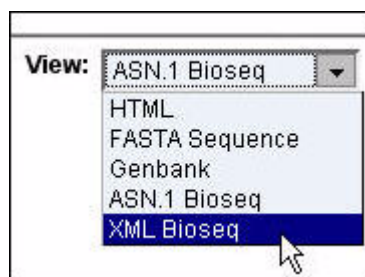 View: ASN.1 Bioseq
HTML
FASTA Sequence
Genbank
ASN.1 Bioseq
XML Bioseq